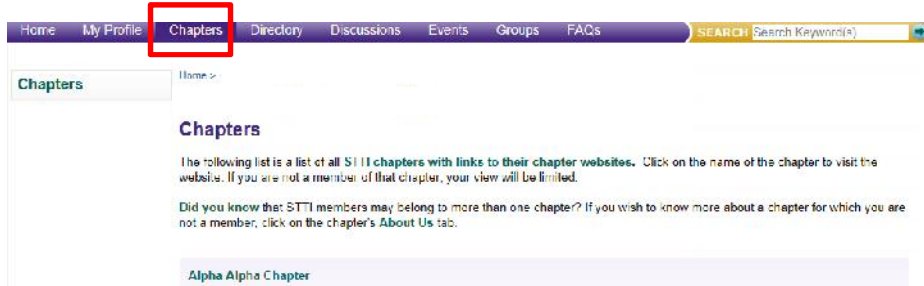 Home My Profile Chapters Directory Discussions Events Groups FAQs SEARCH Search Keyword(s)
Chapters
Home >
Chapters
The following list is a list of all STTI chapters with links to their chapter websites. Click on the name of the chapter to visit the
website. If you are not a member of that chapter, your view will be limited.
Did you know that STTI members may belong to more than one chapter? If you wish to know more about a chapter for which you are
not a member, click on the chapter's About Us tab.
Alpha Alpha Chapter